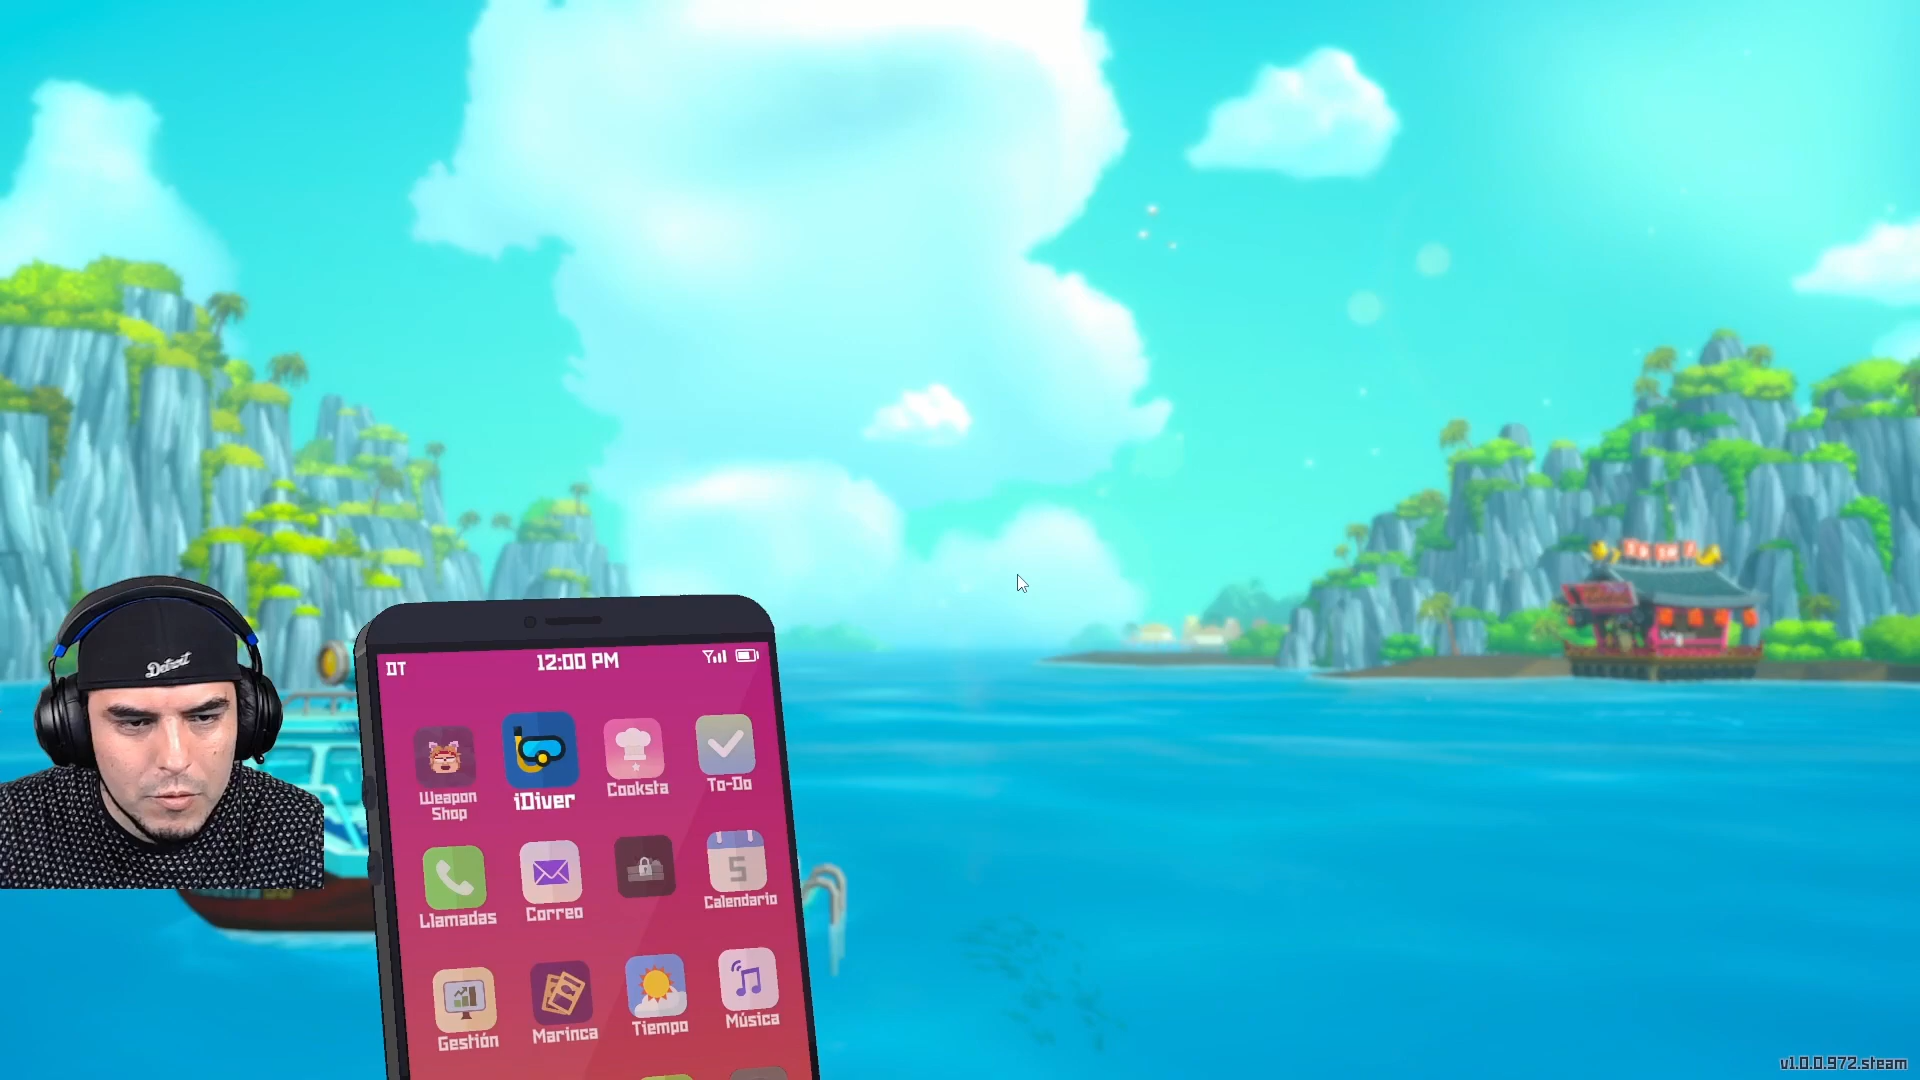 DT
12:00 PM
Weapon
Shop
iDiver
Cooksta
To-Do
Llamadas
Correo
5
Calendario
Gestión
Marinca
Tiempo
Música
Detroit
v1.0.0.972.steam